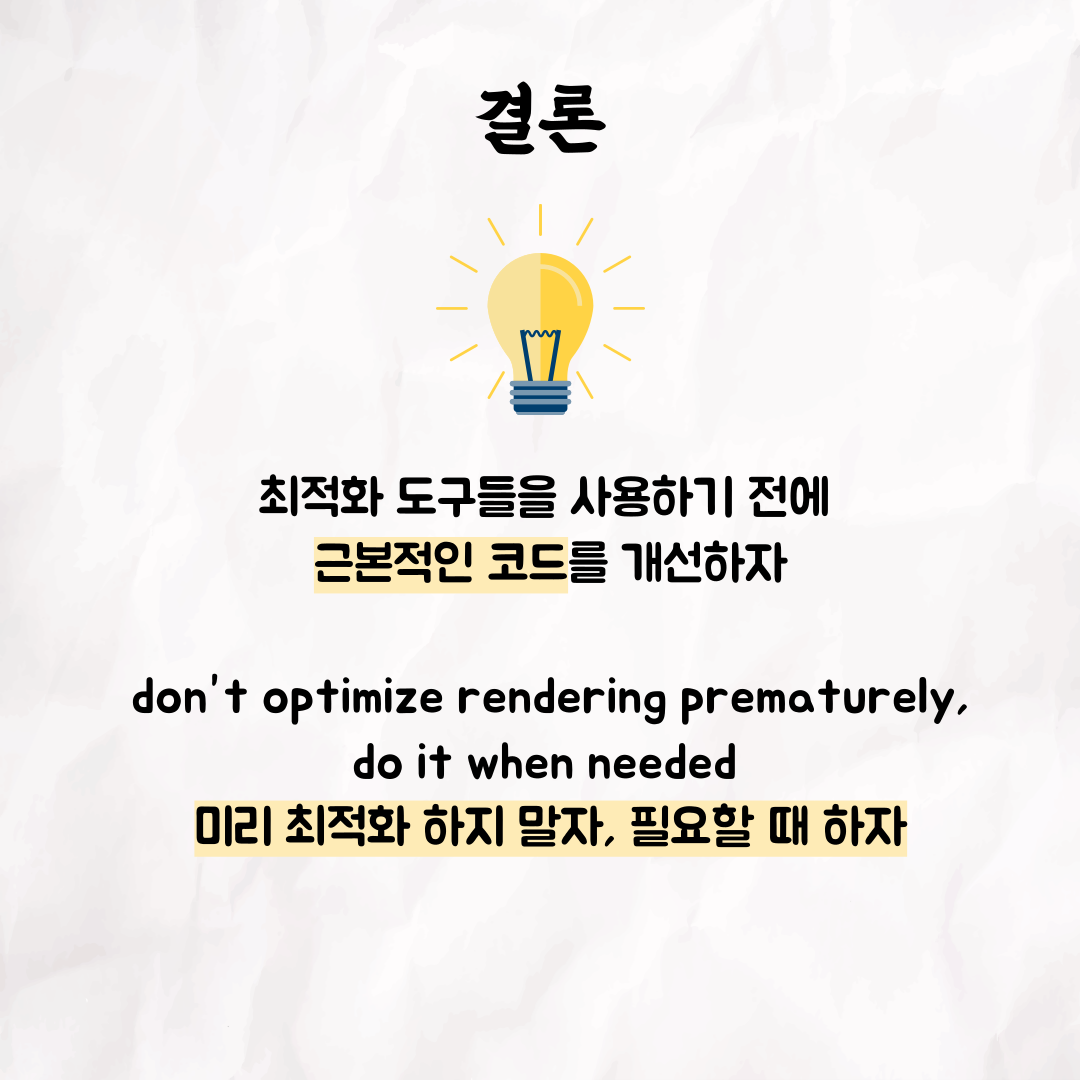 결론
최적화 도구들을 사용하기 전에
근본적인 코드를 개선하자
don't optimize rendering prematurely,
do it when needed
미리 최적화 하지 말자, 필요할 때 하자